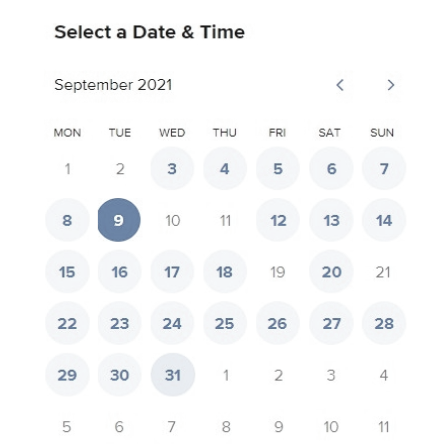 Select a Date & Time
September 2021
MON TUE WED THU FRI SAT SUN
1 2 3 4 5 6 7
8 9 10 11 12 13 14
15 16 17 18 19 20 21
22 23 24 25 26 27 28
29 30 31 1 2 3 4
5 6 7 8 9 10 11